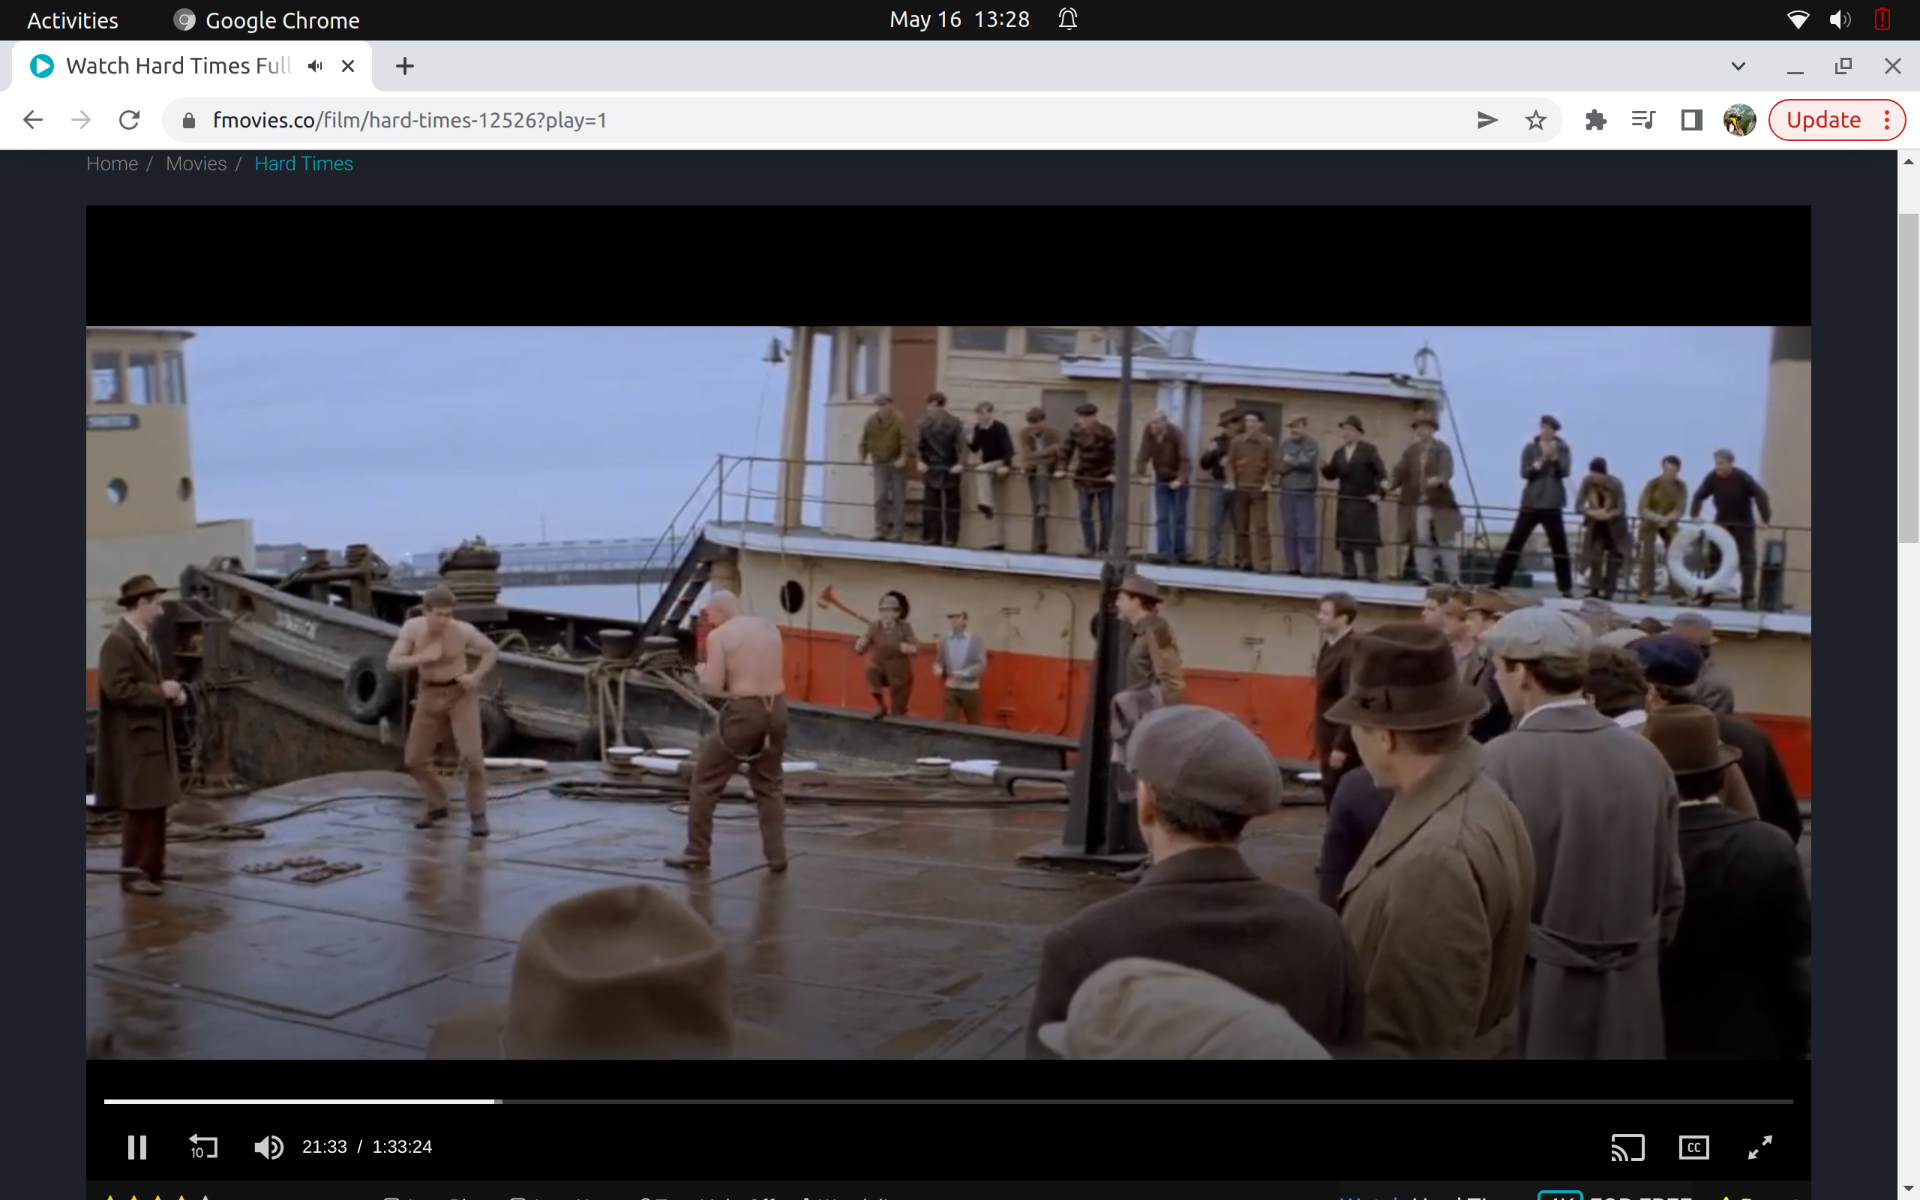 Activities Google Chrome May 16 13:28
Watch Hard Times Full
fmovies.co/film/hard-times-12526?play=1 Update
Home / Movies / Hard Times
10 21:33 / 1:33:24 CC